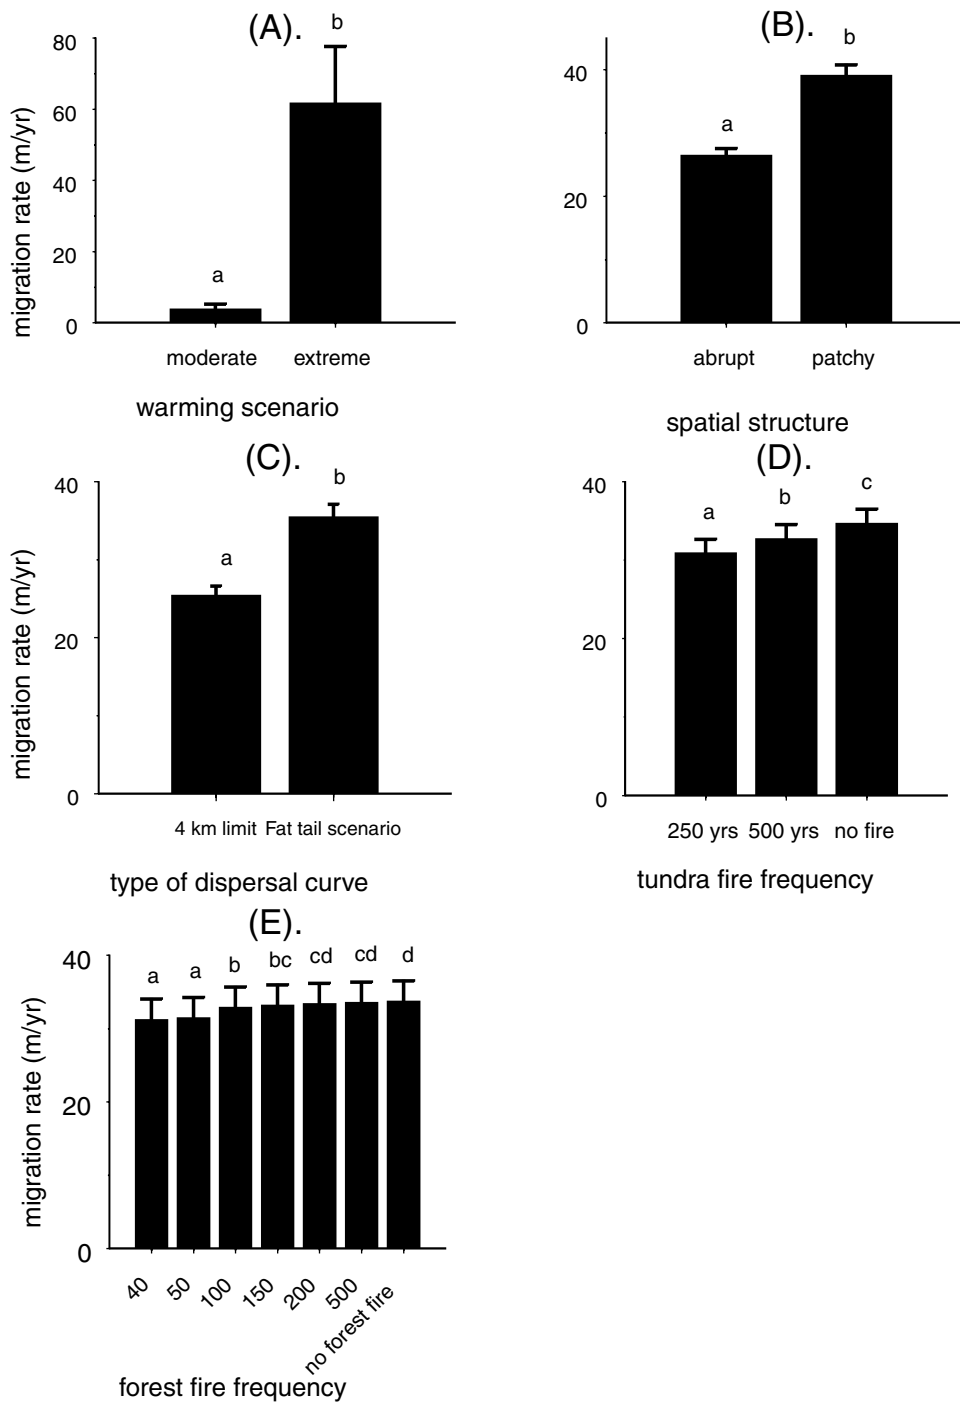 (A).
b
80
60
40
20
0
migration rate (m/yr)
a
moderate extreme
warming scenario
(B).
b
40
20
0
a
abrupt patchy
spatial structure
(C).
b
40
20
0
migration rate (m/yr)
a
4 km limit Fat tail scenario
type of dispersal curve
(D).
c
b
a
40
20
0
250 yrs 500 yrs no fire
tundra fire frequency
(E).
40
20
0
migration rate (m/yr)
a a b bc cd cd d
40 50 100 150 200 500 no forest fire
forest fire frequency